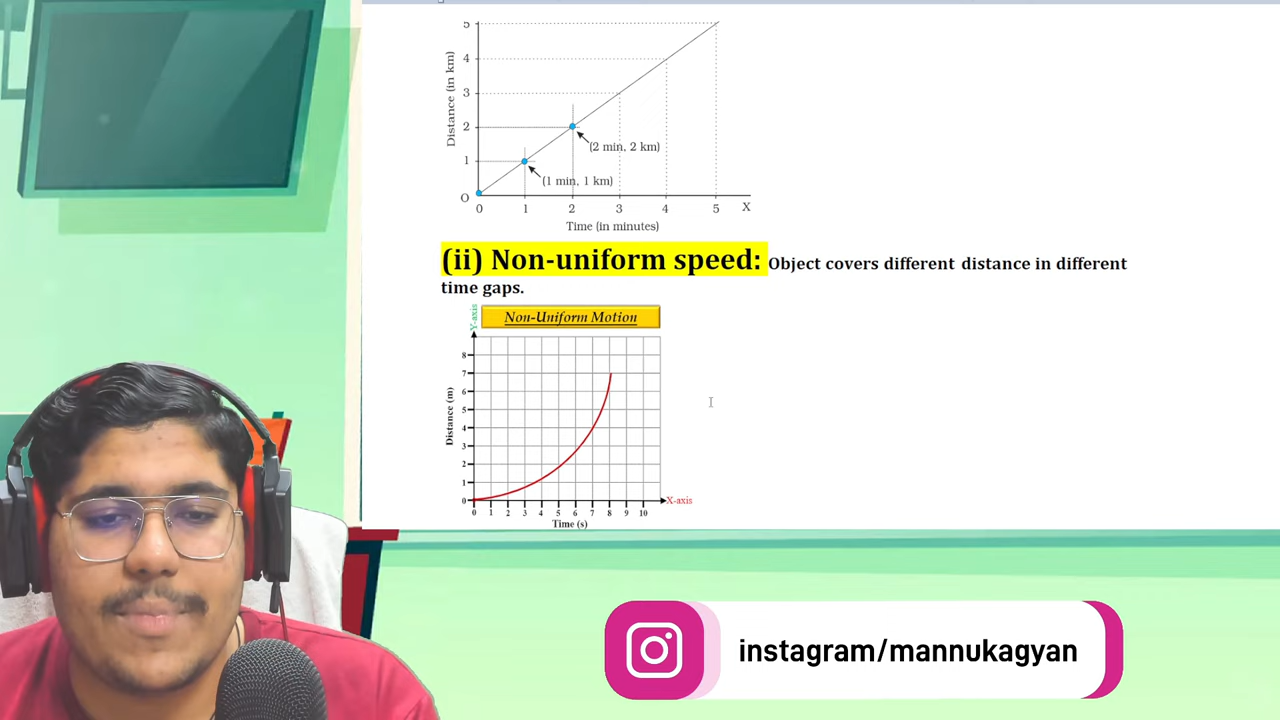 5
4
3
2
1
O
Distance (in km)
(2 min, 2 km)
(1 min, 1 km)
0 1 2 3 4 5 X
Time (in minutes)
(ii) Non-uniform speed: Object covers different distance in different
time gaps.
Y-axis
Non-Uniform Motion
8
7
6
5
4
3
2
1
0
Distance (m)
0 1 2 3 4 5 6 7 8 9 10
X-axis
Time (s)
instagram/mannukagyan